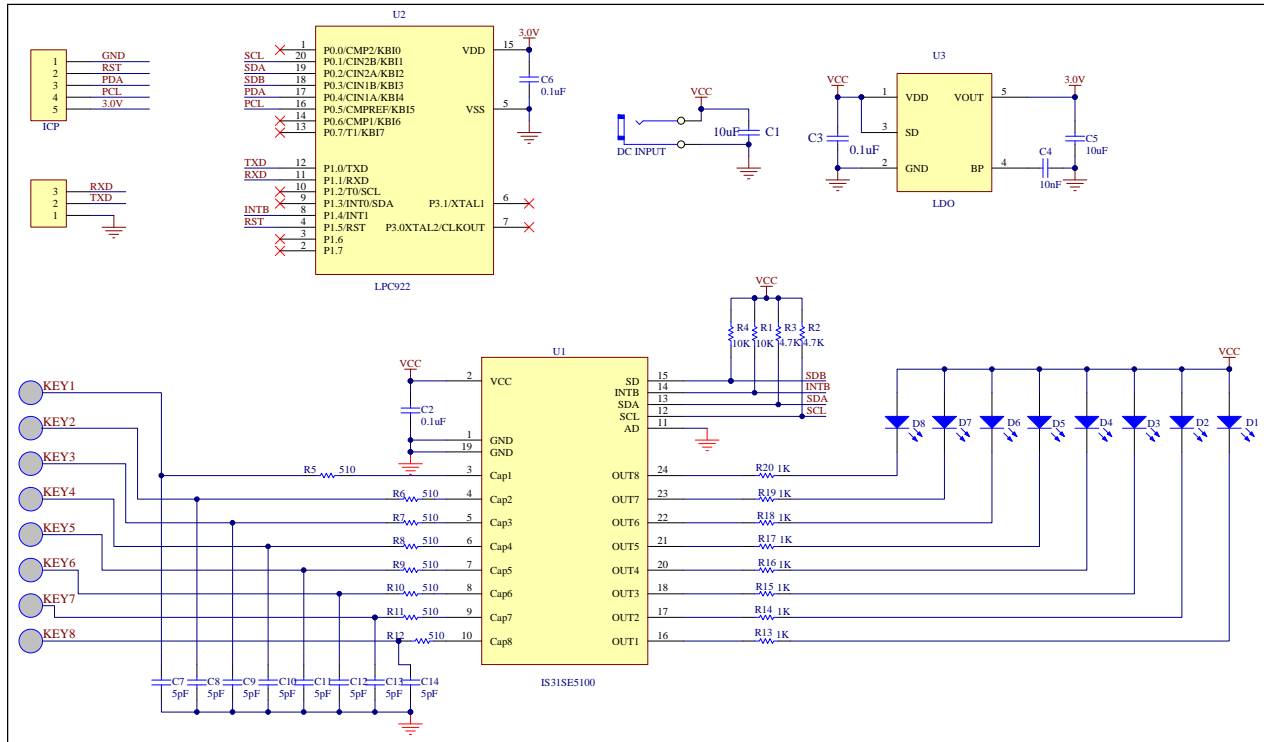 U2
P0.0/CMP2/KBI0
P0.1/CIN2B/KBI1
P0.2/CIN2A/KBI2
P0.3/CIN1B/KBI3
P0.4/CIN1A/KBI4
P0.5/CMPREF/KBI5
P0.6/CMP1/KBI6
P0.7/T1/KBI7
P1.0/TXD
P1.1/RXD
P1.2/T0/SCL
P1.3/INT0/SDA
P1.4/INT1
P1.5/RST
P1.6
P1.7
1
20
19
18
17
16
14
13
12
11
10
9
8
4
3
2
SCL
SDA
SDB
PDA
PCL
TXD
RXD
INTB
RST
VDD 15
VSS 5
P3.1/XTAL1 6
P3.0XTAL2/CLKOUT 7
LPC922
3.0V
C6
0.1uF
1 GND
2 RST
3 PDA
4 PCL
5 3.0V
ICP
3 RXD
2 TXD
1
VCC
10uF C1
DC INPUT
U3
VCC
C3
0.1uF
1 VDD
3 SD
2 GND
VOUT 5
BP 4
LDO
3.0V
C5
10uF
C4
10nF
VCC
R4
10K
R1
10K
R3
4.7K
R2
4.7K
U1
VCC
C2
0.1uF
2 VCC
1 GND
19 GND
3 Cap1
4 Cap2
5 Cap3
6 Cap4
7 Cap5
8 Cap6
9 Cap7
10 Cap8
SD 15 SDB
INTB 14 INTB
SDA 13 SDA
SCL 12 SCL
AD 11
OUT8 24 R20 1K
OUT7 23 R19 1K
OUT6 22 R18 1K
OUT5 21 R17 1K
OUT4 20 R16 1K
OUT3 18 R15 1K
OUT2 17 R14 1K
OUT1 16 R13 1K
IS31SE5100
KEY1
KEY2
KEY3
KEY4
KEY5
KEY6
KEY7
KEY8
R5 510
R6 510
R7 510
R8 510
R9 510
R10 510
R11 510
R12 510
C7
5pF
C8
5pF
C9
5pF
C10
5pF
C11
5pF
C12
5pF
C13
5pF
C14
5pF
VCC
D8
D7
D6
D5
D4
D3
D2
D1